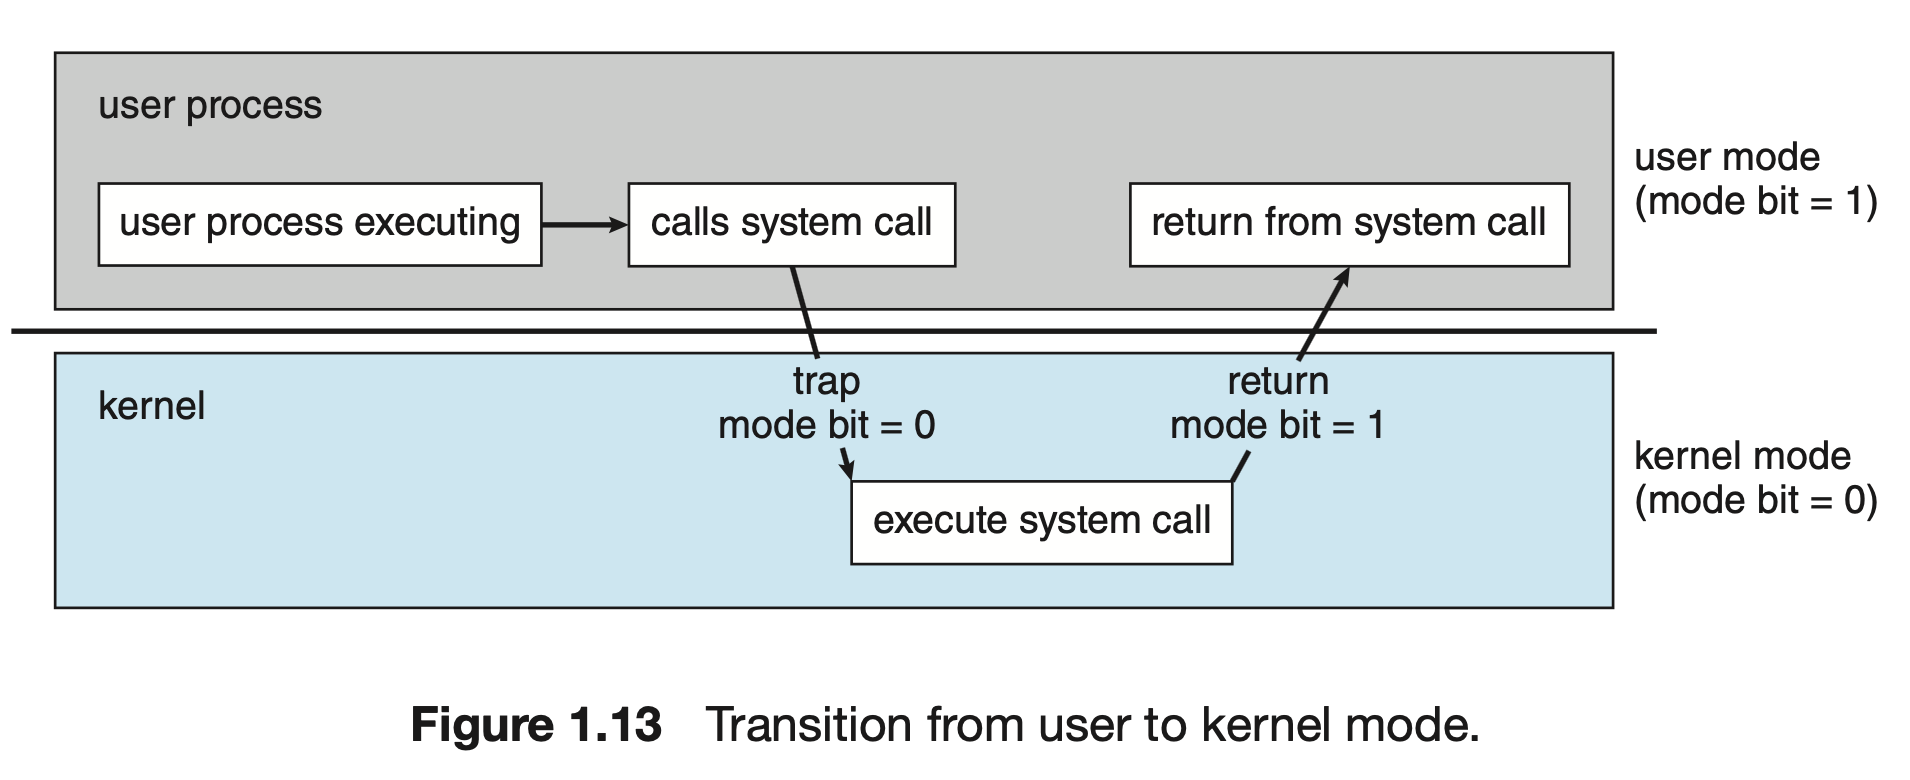 user process
user process executing
calls system call
return from system call
user mode
(mode bit = 1)
kernel
trap
mode bit = 0
return
mode bit = 1
execute system call
kernel mode
(mode bit = 0)
Figure 1.13 Transition from user to kernel mode.